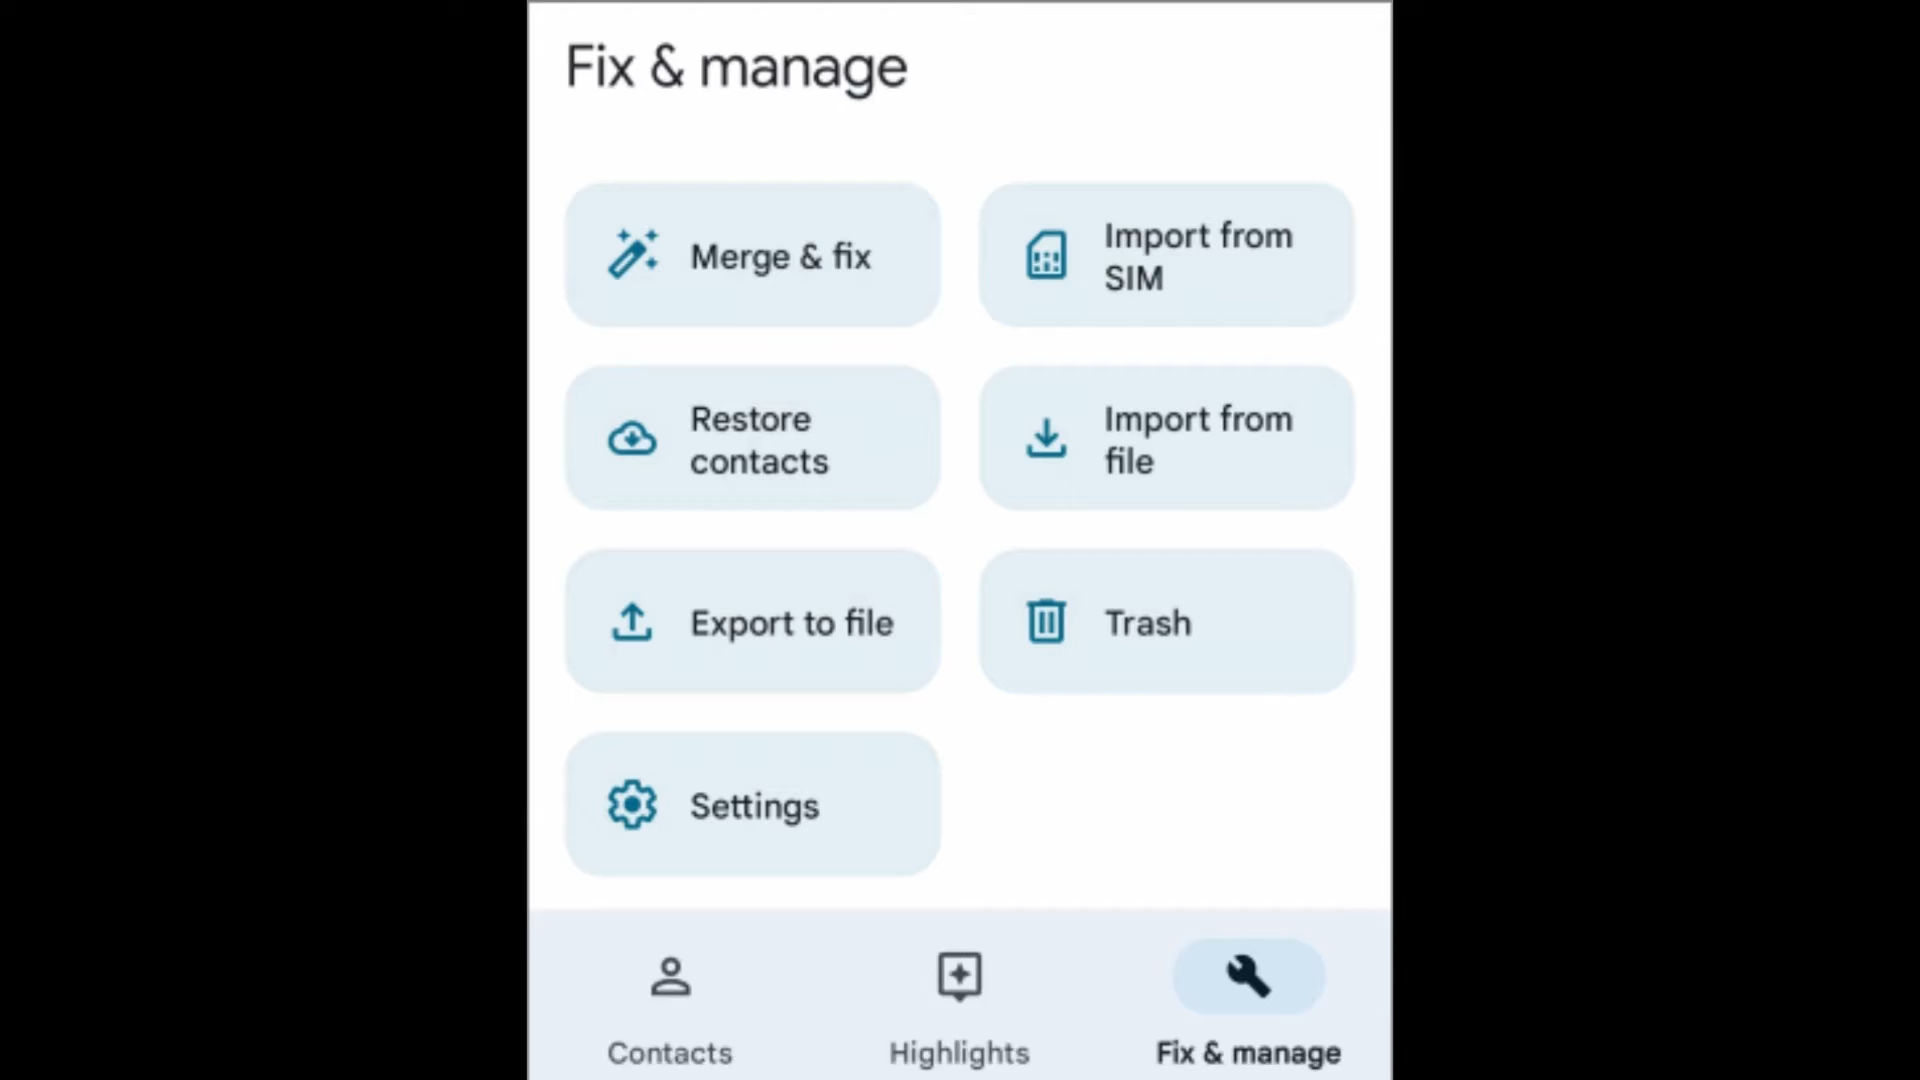 Fix & manage
Merge & fix
Import from
SIM
Restore
contacts
Import from
file
Export to file
Trash
Settings
Contacts
Highlights
Fix & manage